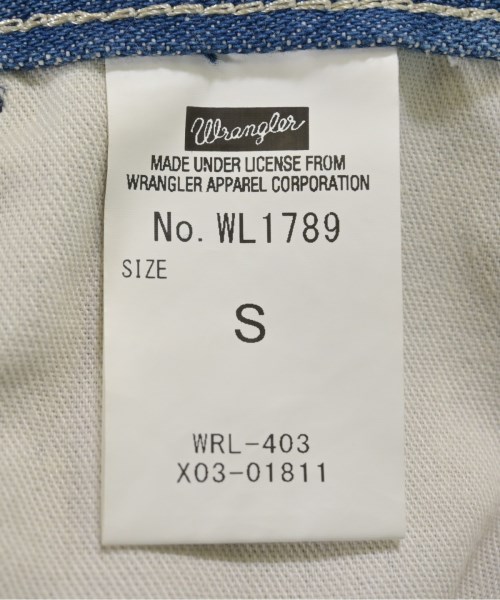 Wrangler
MADE UNDER LICENSE FROM
WRANGLER APPAREL CORPORATION
No. WL1789
SIZE
S
WRL-403
X03-01811